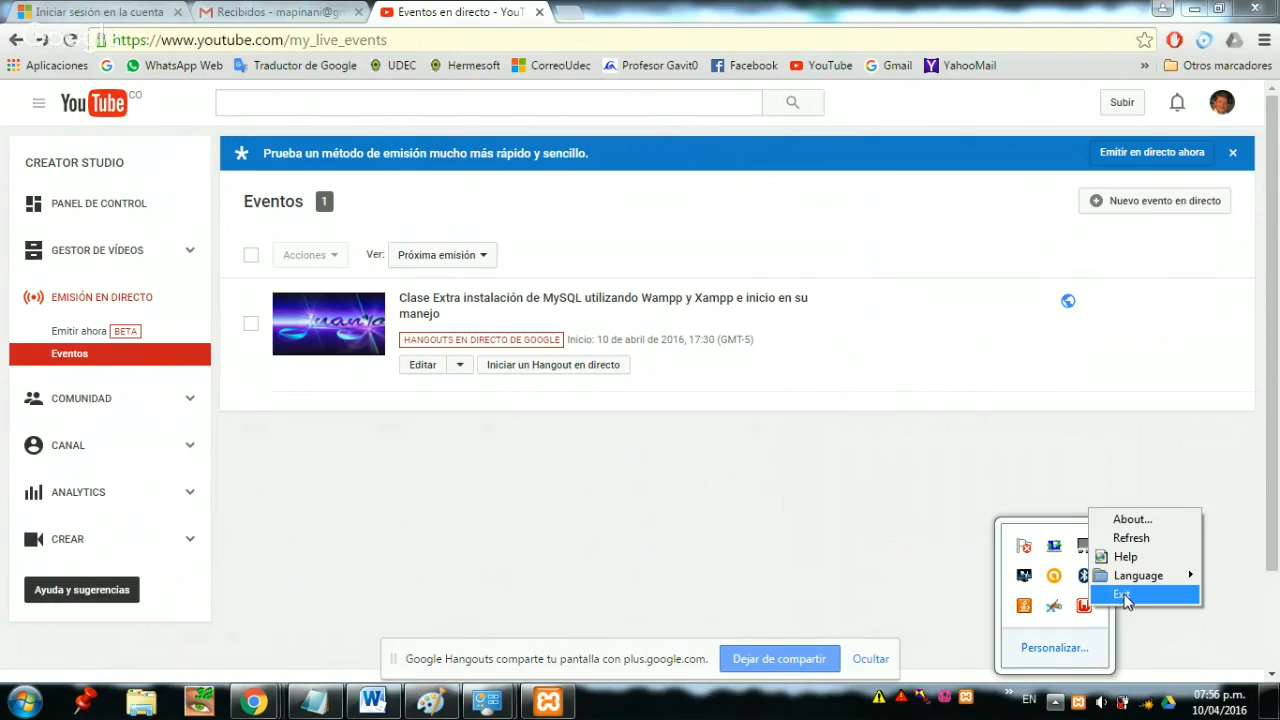 Iniciar sesión en la cuenta
Recibidos - mapinani@gm
Eventos en directo - YouT
https://www.youtube.com/my_live_events
Aplicaciones
WhatsApp Web
Traductor de Google
UDEC
Hermesoft
CorreoUdec
Profesor Gavit0
Facebook
YouTube
Gmail
YahooMail
»
Otros marcadores
YouTube CO
Subir
CREATOR STUDIO
PANEL DE CONTROL
GESTOR DE VÍDEOS
EMISIÓN EN DIRECTO
Emitir ahora BETA
Eventos
COMUNIDAD
CANAL
ANALYTICS
CREAR
Ayuda y sugerencias
Prueba un método de emisión mucho más rápido y sencillo.
Emitir en directo ahora
Eventos 1
Nuevo evento en directo
Acciones
Ver:
Próxima emisión
Clase Extra instalación de MySQL utilizando Wampp y Xampp e inicio en su
manejo
HANGOUTS EN DIRECTO DE GOOGLE Inicio: 10 de abril de 2016, 17:30 (GMT-5)
Editar
Iniciar un Hangout en directo
About...
Refresh
Help
Language
Exit
Personalizar...
Google Hangouts comparte tu pantalla con plus.google.com.
Dejar de compartir
Ocultar
EN
07:56 p.m.
10/04/2016